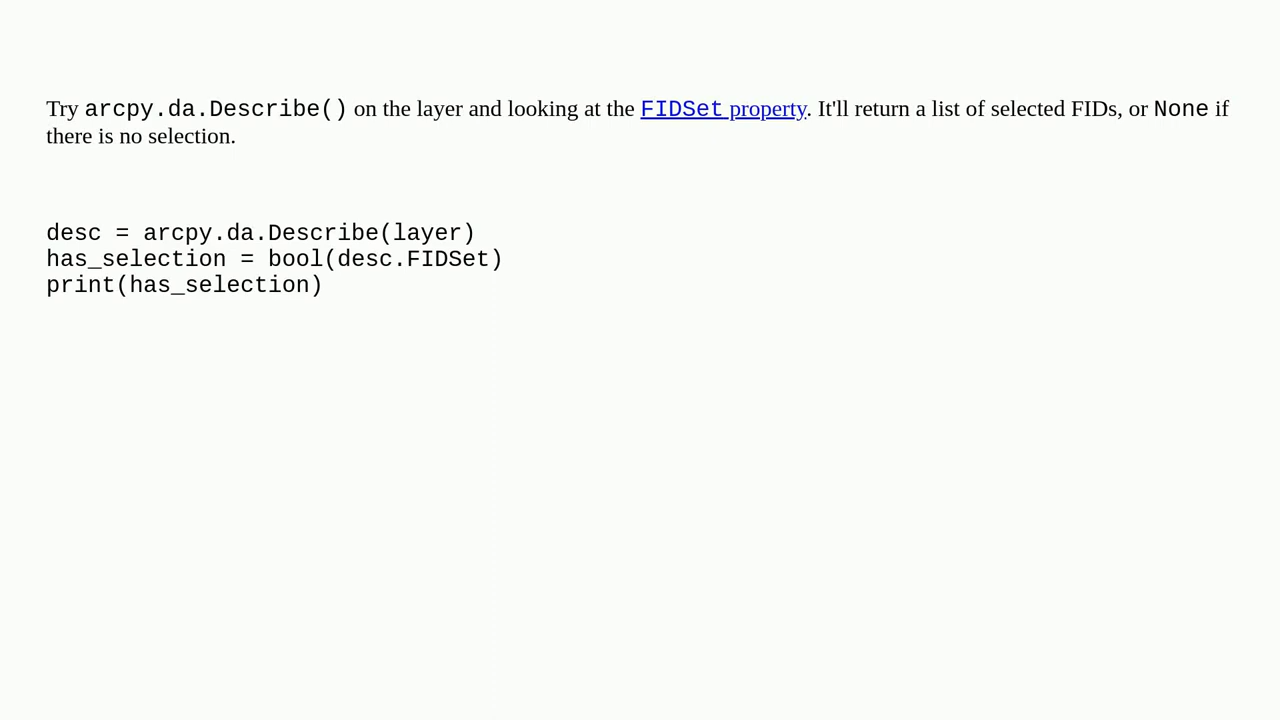 Try arcpy.da.Describe() on the layer and looking at the FIDSet property. It'll return a list of selected FIDs, or None if
there is no selection.
desc = arcpy.da.Describe(layer)
has_selection = bool(desc.FIDSet)
print(has_selection)